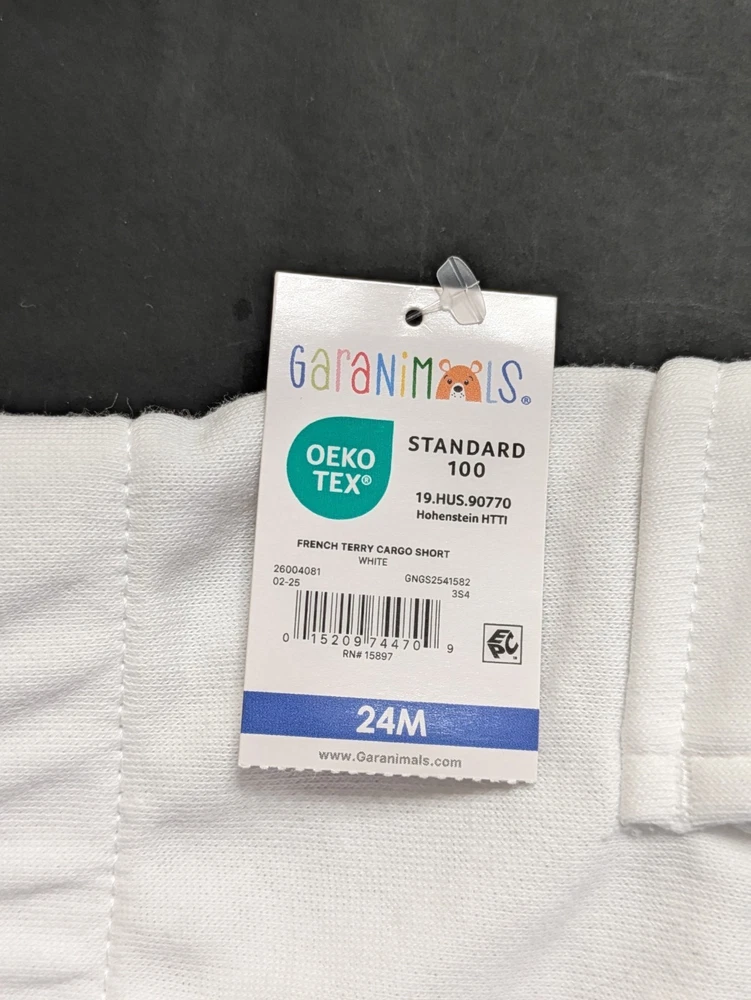 GaraNiMALS®
OEKO
TEX®
STANDARD
100
19.HUS.90770
Hohenstein HTTI
FRENCH TERRY CARGO SHORT
WHITE
26004081
GNGS2541582
02-25
3S4
0 15209 74470 9
RN# 15897
EPC™
24M
www.Garanimals.com